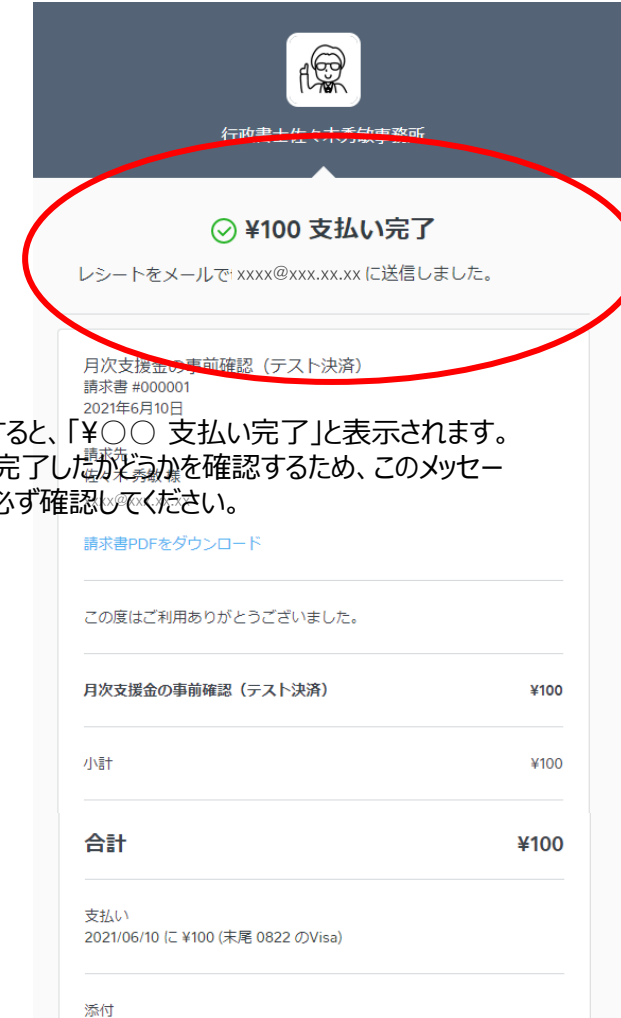 行政書士佐々木秀敏事務所
¥100 支払い完了
レシートをメールで xxxx@xxx.xx.xx に送信しました。
月次支援金の事前確認（テスト決済）
請求書 #000001
2021年6月10日
すると、「¥○○ 支払い完了」と表示されます。
請求先
完了したかどうかを確認するため、このメッセー
佐々木 秀敏 様
必ず確認してください。
xxxx@xxx.xx.xx
請求書PDFをダウンロード
この度はご利用ありがとうございました。
月次支援金の事前確認（テスト決済） ¥100
小計 ¥100
合計 ¥100
支払い
2021/06/10 に ¥100 (末尾 0822 のVisa)
添付